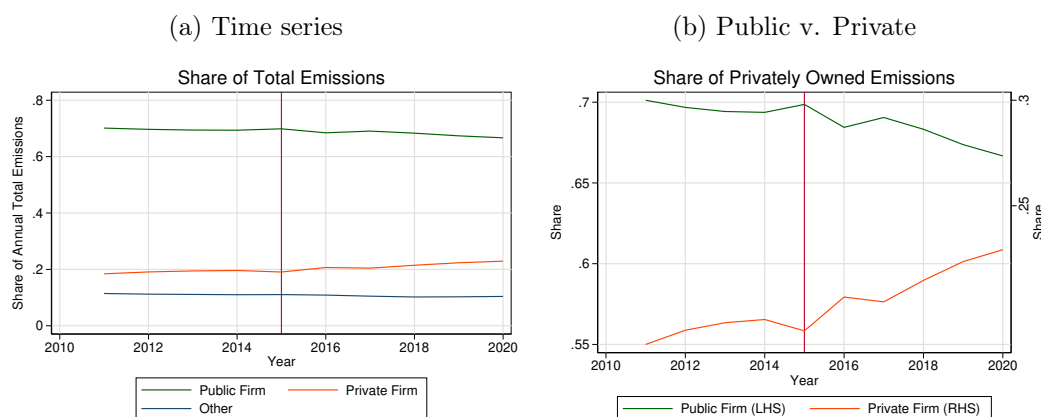 (a) Time series
Share of Total Emissions
Share of Annual Total Emissions
.8
.6
.4
.2
0
2010 2012 2014 2016 2018 2020
Year
Public Firm Private Firm
Other
(b) Public v. Private
Share of Privately Owned Emissions
Share
.7
.65
.6
.55
.3
.25
Share
2010 2012 2014 2016 2018 2020
Year
Public Firm (LHS) Private Firm (RHS)